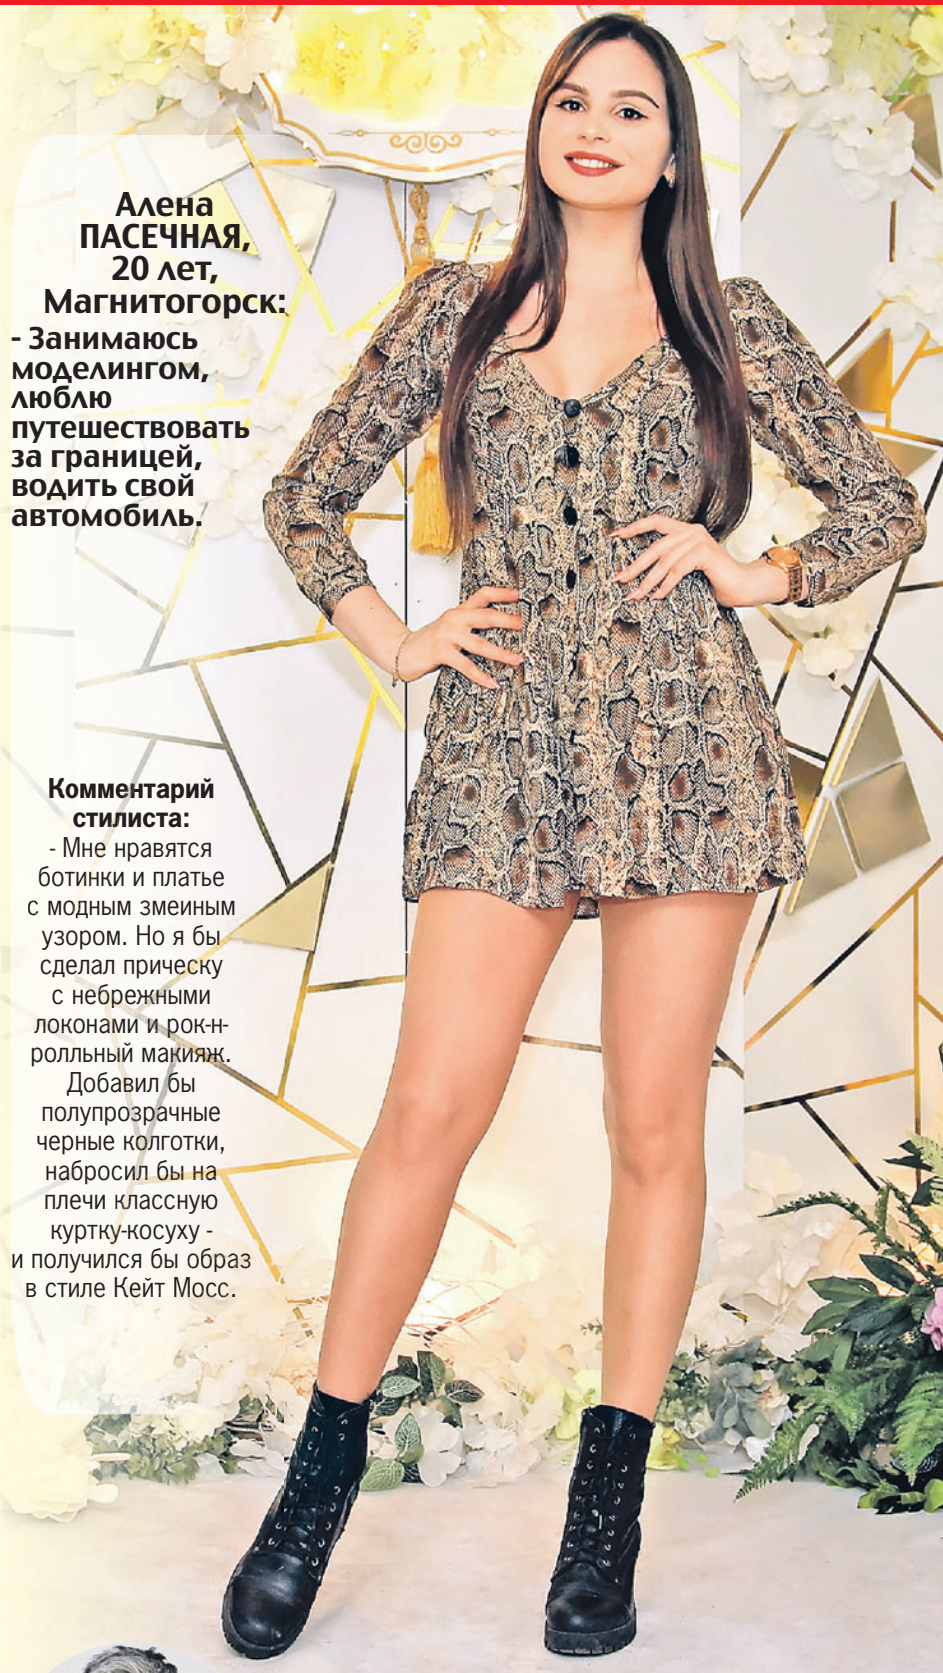 Алена
ПАСЕЧНАЯ,
20 лет,
Магнитогорск:
- Занимаюсь
моделингом,
люблю
путешествовать
за границей,
водить свой
автомобиль.
Комментарий
стилиста:
- Мне нравятся
ботинки и платье
с модным змеиным
узором. Но я бы
сделал прическу
с небрежными
локонами и рок-н-
ролльный макияж.
Добавил бы
полупрозрачные
черные колготки,
набросил бы на
плечи классную
куртку-косуху -
и получился бы образ
в стиле Кейт Мосс.